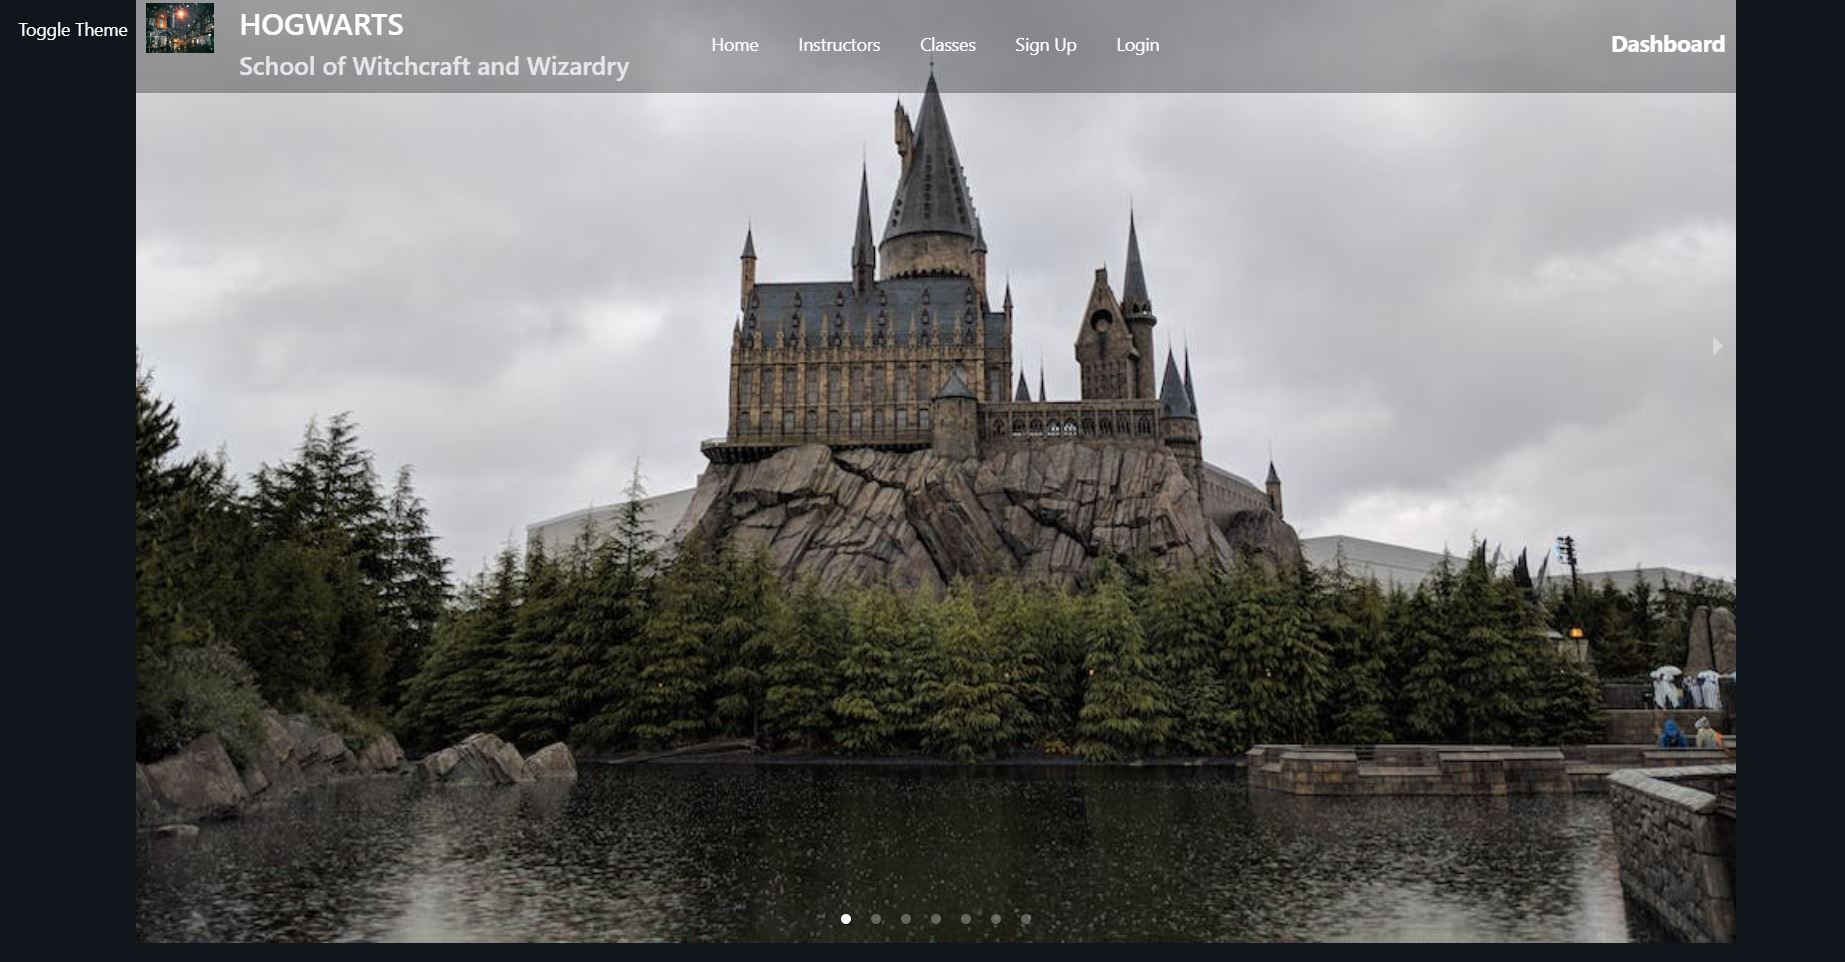 Toggle Theme
HOGWARTS
School of Witchcraft and Wizardry
Home
Instructors
Classes
Sign Up
Login
Dashboard